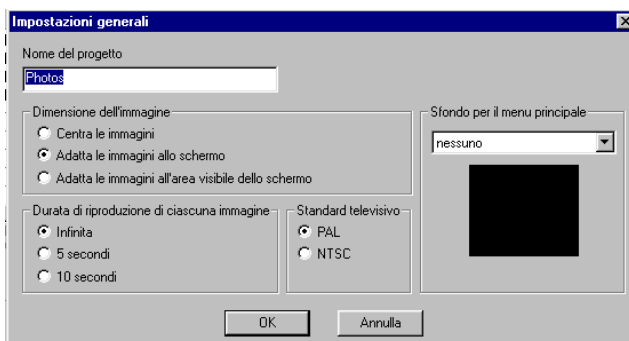 Impostazioni generali
Nome del progetto
Photos
Dimensione dell'immagine
Centra le immagini
Adatta le immagini allo schermo
Adatta le immagini all'area visibile dello schermo
Sfondo per il menu principale
nessuno
Durata di riproduzione di ciascuna immagine
Infinita
5 secondi
10 secondi
Standard televisivo
PAL
NTSC
OK
Annulla